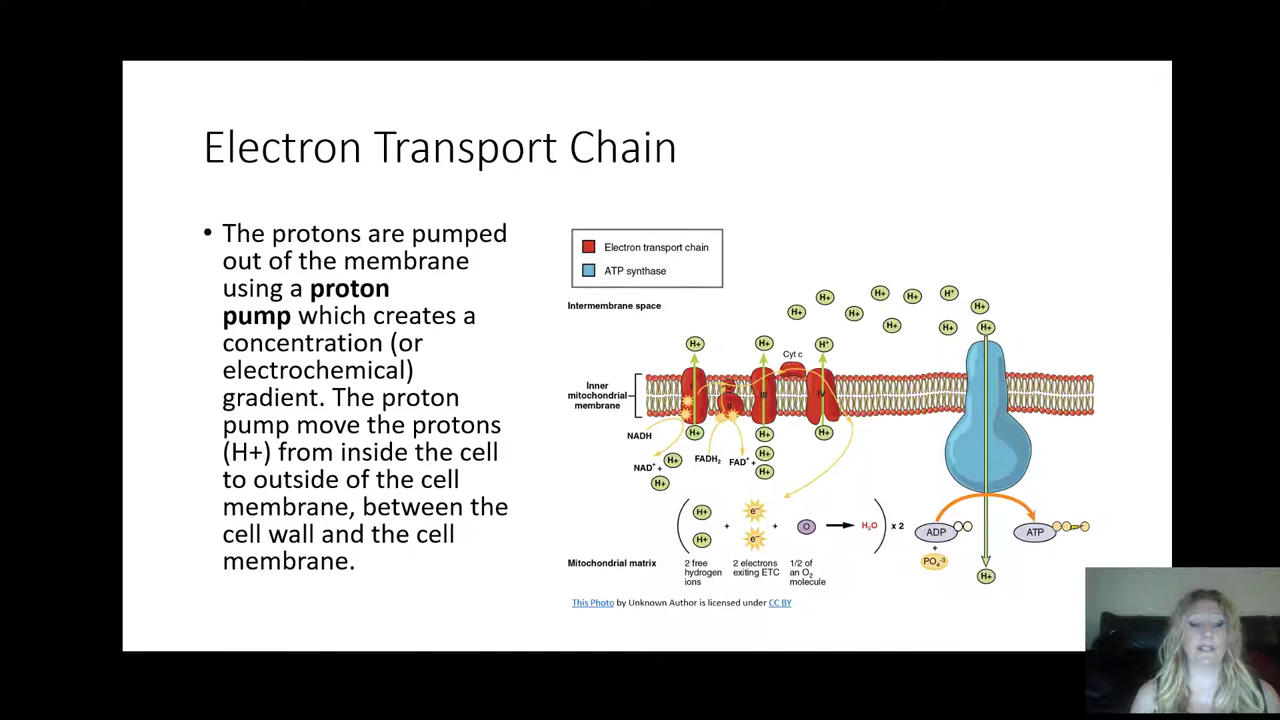 Electron Transport Chain
• The protons are pumped
out of the membrane
using a proton
pump which creates a
concentration (or
electrochemical)
gradient. The proton
pump move the protons
(H+) from inside the cell
to outside of the cell
membrane, between the
cell wall and the cell
membrane.
Electron transport chain
ATP synthase
Intermembrane space
H+ H+ H+ H+ H+ H+ H+ H+ H+ H+
H+ H+ H+
Cyt c
Inner
mitochondrial
membrane
I II III IV
H+ H+ H+
NADH
NAD+ + H+
H+
FADH2
FAD+ + H+
H+
H+ + e− + O → H2O x 2
H+ e−
ADP
+
PO4-3
ATP
H+
Mitochondrial matrix
2 free
hydrogen
ions
2 electrons
exiting ETC
1/2 of
an O2
molecule
This Photo by Unknown Author is licensed under CC BY